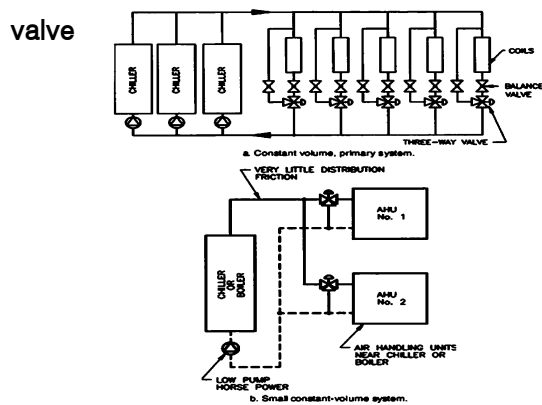 valve
CHILLER
CHILLER
CHILLER
COILS
BALANCE
VALVE
THREE-WAY VALVE
a. Constant volume, primary system.
VERY LITTLE DISTRIBUTION
FRICTION
AHU
No. 1
CHILLER
OR
BOILER
AHU
No. 2
LOW PUMP
HORSE POWER
AIR HANDLING UNITS
NEAR CHILLER OR
BOILER
b. Small constant-volume system.